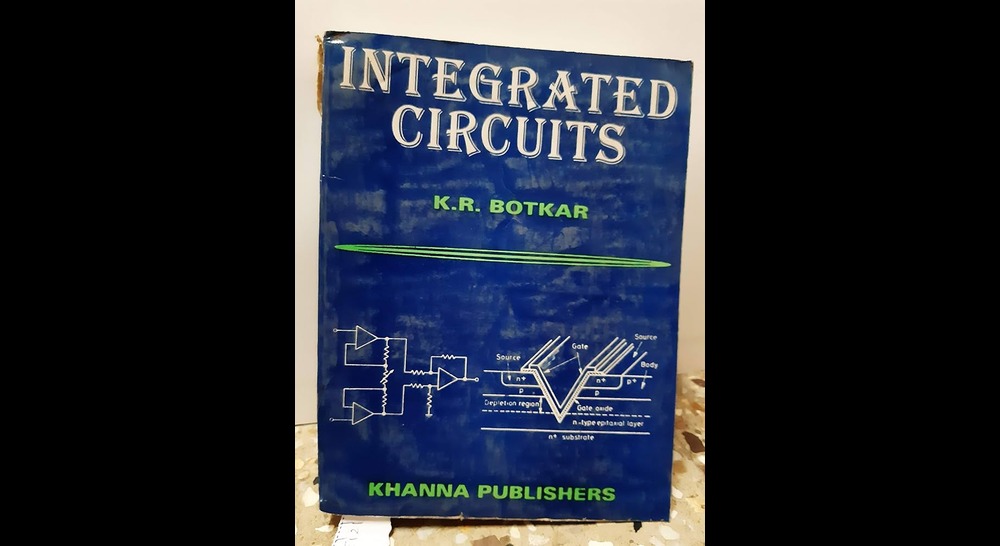 INTEGRATED
CIRCUITS
K.R. BOTKAR
Source
Gate
Source
Body
n+
p
n+
p
p+
Depletion region
Gate oxide
n-type epitaxial layer
n+ substrate
KHANNA PUBLISHERS